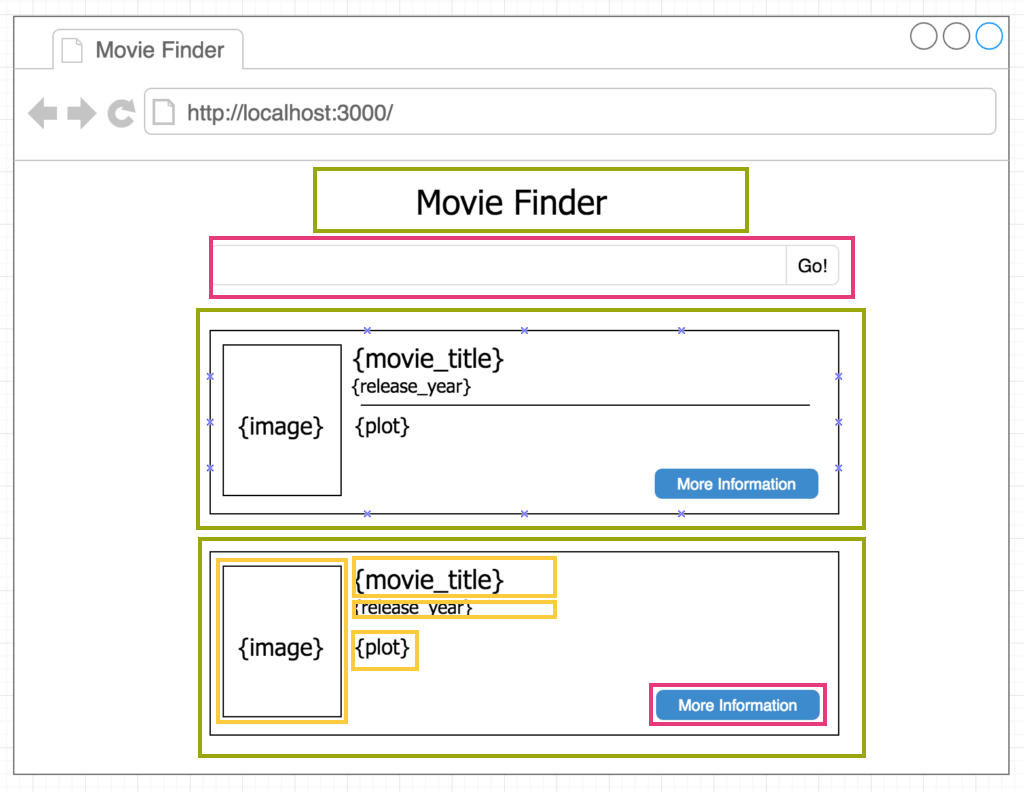 Movie Finder
http://localhost:3000/
Movie Finder
Go!
{movie_title}
{release_year}
{image}
{plot}
More Information
{movie_title}
{release_year}
{image}
{plot}
More Information